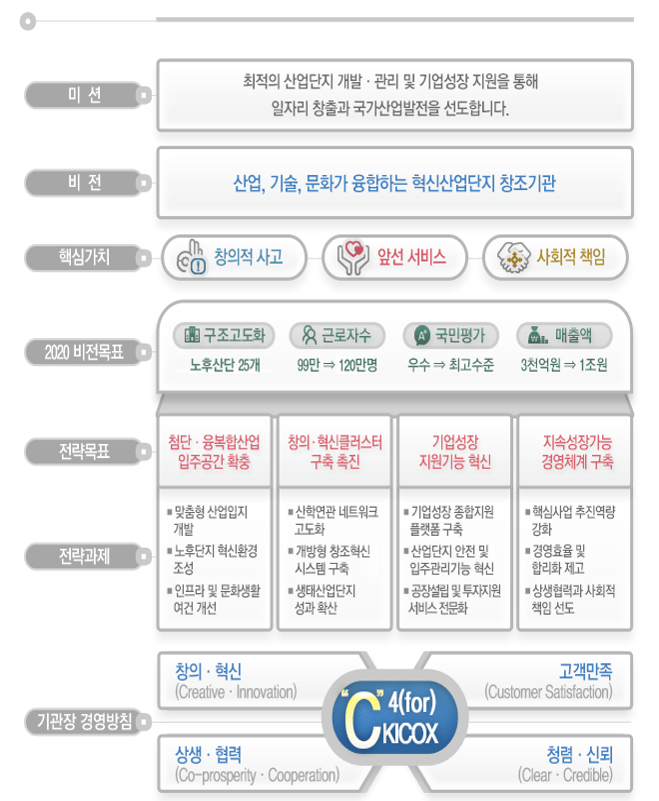 미 션
최적의 산업단지 개발 · 관리 및 기업성장 지원을 통해
일자리 창출과 국가산업발전을 선도합니다.
비 전
산업, 기술, 문화가 융합하는 혁신산업단지 창조기관
핵심가치
창의적 사고
앞선 서비스
사회적 책임
2020 비전목표
구조고도화
근로자수
국민평가
매출액
노후산단 25개
99만 ⇒ 120만명
우수 ⇒ 최고수준
3천억원 ⇒ 1조원
전략목표
첨단 · 융복합산업
입주공간 확충
창의·혁신클러스터
구축 촉진
기업성장
지원기능 혁신
지속성장가능
경영체계 구축
전략과제
▪ 맞춤형 산업입지
개발
▪ 노후단지 혁신환경
조성
▪ 인프라 및 문화생활
여건 개선
▪ 산학연관 네트워크
고도화
▪ 개방형 창조혁신
시스템 구축
▪ 생태산업단지
성과 확산
▪ 기업성장 종합지원
플랫폼 구축
▪ 산업단지 안전 및
입주관리기능 혁신
▪ 공장설립 및 투자지원
서비스 전문화
▪ 핵심사업 추진역량
강화
▪ 경영효율 및
합리화 제고
▪ 상생협력과 사회적
책임 선도
기관장 경영방침
창의 · 혁신
(Creative · Innovation)
고객만족
(Customer Satisfaction)
“C” 4(for)
KICOX
상생 · 협력
(Co-prosperity · Cooperation)
청렴 · 신뢰
(Clear · Credible)